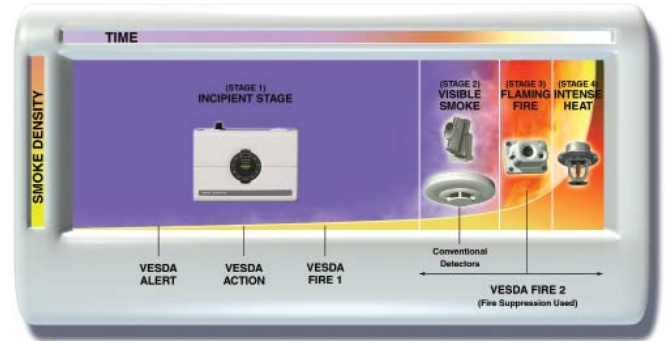 TIME
SMOKE DENSITY
(STAGE 1)
INCIPIENT STAGE
(STAGE 2)
VISIBLE
SMOKE
(STAGE 3)
FLAMING
FIRE
(STAGE 4)
INTENSE
HEAT
VESDA
ALERT
VESDA
ACTION
VESDA
FIRE 1
Conventional
Detectors
VESDA FIRE 2
(Fire Suppression Used)